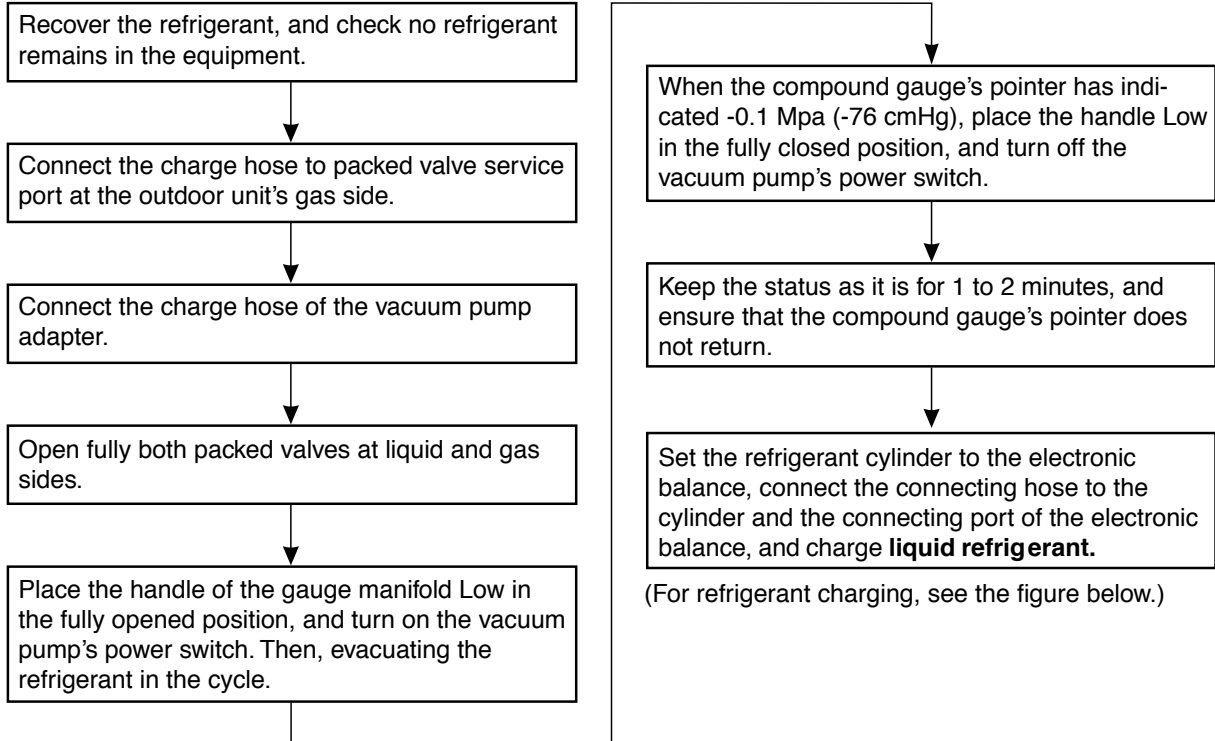 Recover the refrigerant, and check no refrigerant
remains in the equipment.
Connect the charge hose to packed valve service
port at the outdoor unit's gas side.
Connect the charge hose of the vacuum pump
adapter.
Open fully both packed valves at liquid and gas
sides.
Place the handle of the gauge manifold Low in
the fully opened position, and turn on the vacuum
pump's power switch. Then, evacuating the
refrigerant in the cycle.
When the compound gauge's pointer has indi-
cated -0.1 Mpa (-76 cmHg), place the handle Low
in the fully closed position, and turn off the
vacuum pump's power switch.
Keep the status as it is for 1 to 2 minutes, and
ensure that the compound gauge's pointer does
not return.
Set the refrigerant cylinder to the electronic
balance, connect the connecting hose to the
cylinder and the connecting port of the electronic
balance, and charge liquid refrigerant.
(For refrigerant charging, see the figure below.)